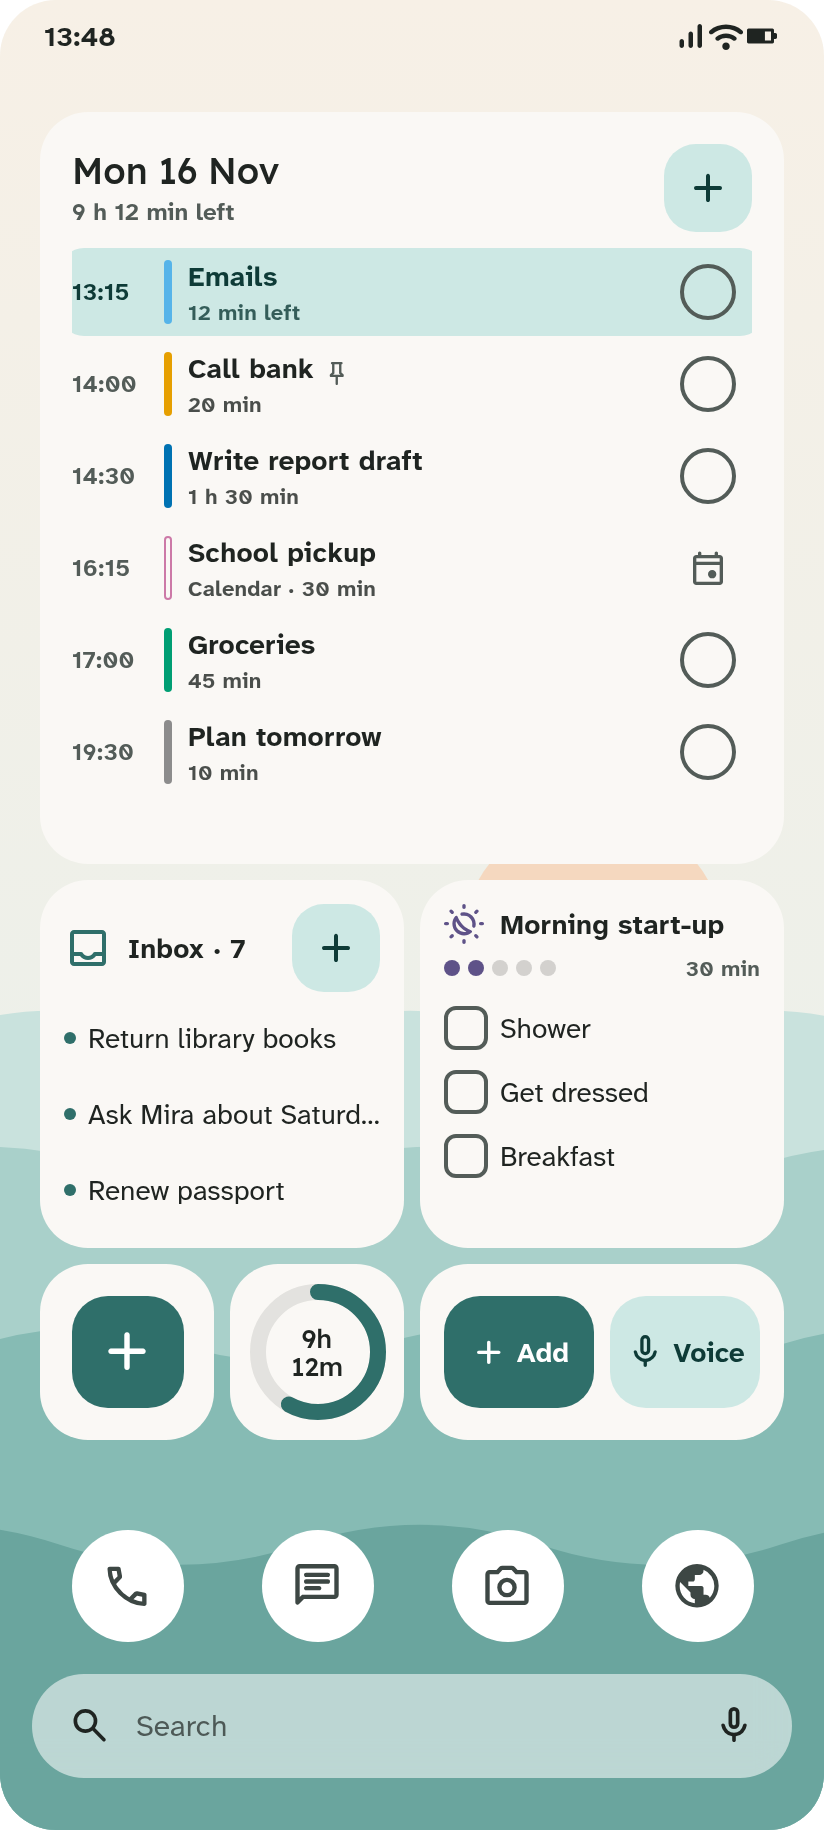 13:48
Mon 16 Nov
9 h 12 min left
13:15
Emails
12 min left
14:00
Call bank
20 min
14:30
Write report draft
1 h 30 min
16:15
School pickup
Calendar · 30 min
17:00
Groceries
45 min
19:30
Plan tomorrow
10 min
Inbox · 7
Return library books
Ask Mira about Saturd...
Renew passport
Morning start-up
30 min
Shower
Get dressed
Breakfast
9h
12m
Add
Voice
Search